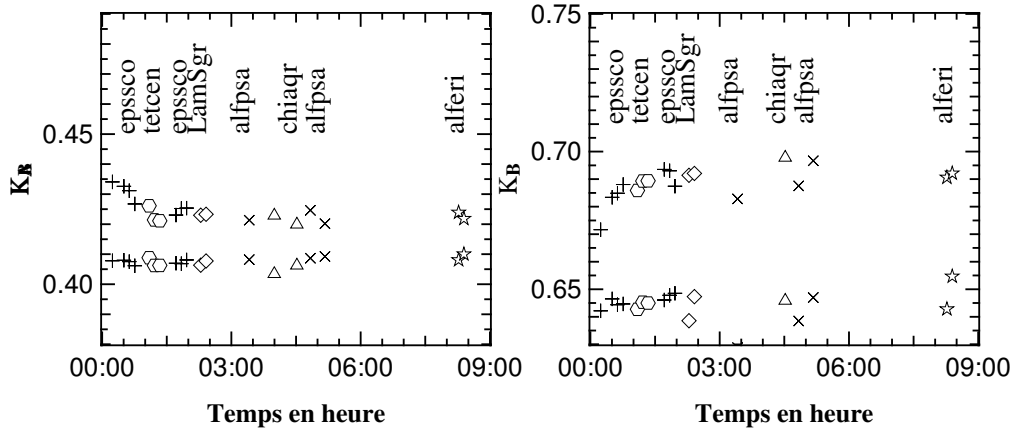 0.45
0.40
epssco
tetcen
epssco
LamSgr
alfpsa
chiaqr
alfpsa
alferi
00:00
03:00
06:00
09:00
Temps en heure
0.75
0.70
0.65
K_B
epssco
tetcen
epssco
LamSgr
alfpsa
chiaqr
alfpsa
alferi
00:00
03:00
06:00
09:00
Temps en heure